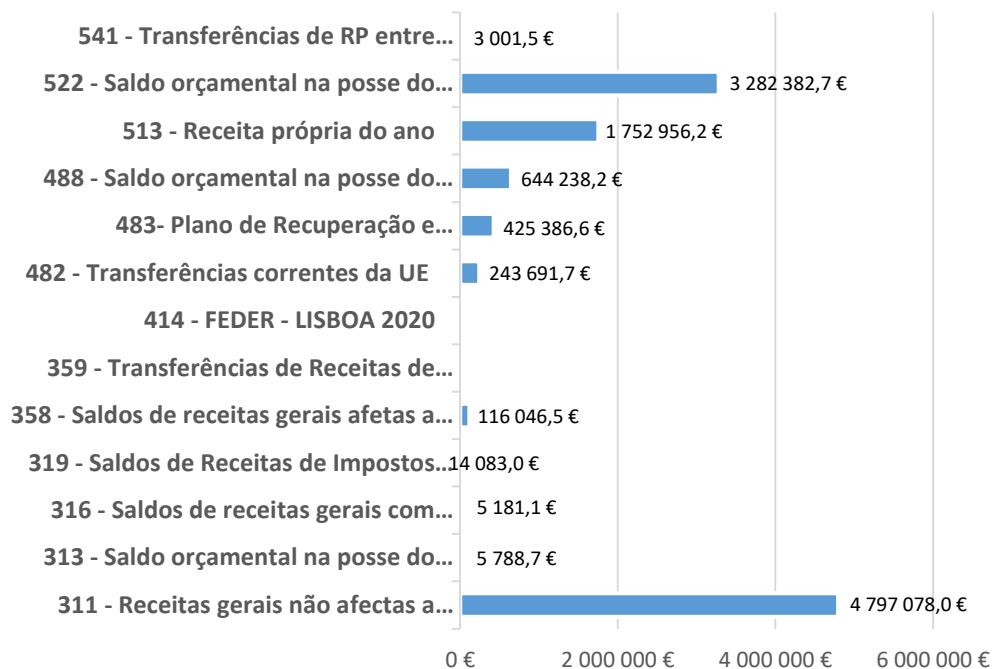 541 - Transferências de RP entre... 3 001,5 €
522 - Saldo orçamental na posse do... 3 282 382,7 €
513 - Receita própria do ano 1 752 956,2 €
488 - Saldo orçamental na posse do... 644 238,2 €
483- Plano de Recuperação e... 425 386,6 €
482 - Transferências correntes da UE 243 691,7 €
414 - FEDER - LISBOA 2020
359 - Transferências de Receitas de...
358 - Saldos de receitas gerais afetas a... 116 046,5 €
319 - Saldos de Receitas de Impostos... 14 083,0 €
316 - Saldos de receitas gerais com... 5 181,1 €
313 - Saldo orçamental na posse do... 5 788,7 €
311 - Receitas gerais não afectas a... 4 797 078,0 €
0 € 2 000 000 € 4 000 000 € 6 000 000 €